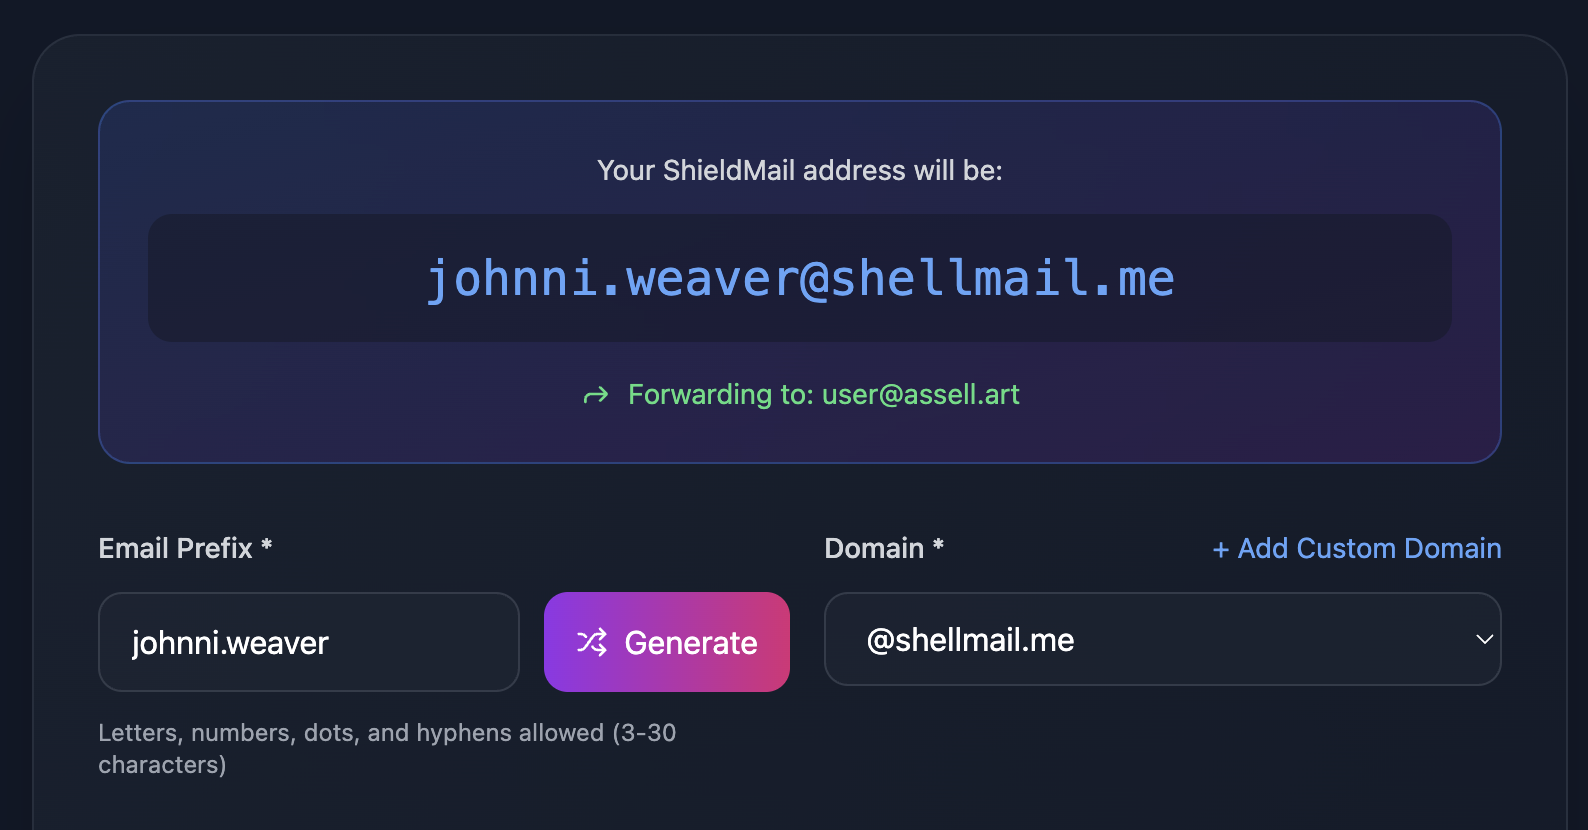 Your ShieldMail address will be:
johnni.weaver@shellmail.me
Forwarding to: user@assell.art
Email Prefix *
Domain *
+ Add Custom Domain
johnni.weaver
Generate
@shellmail.me
Letters, numbers, dots, and hyphens allowed (3-30
characters)